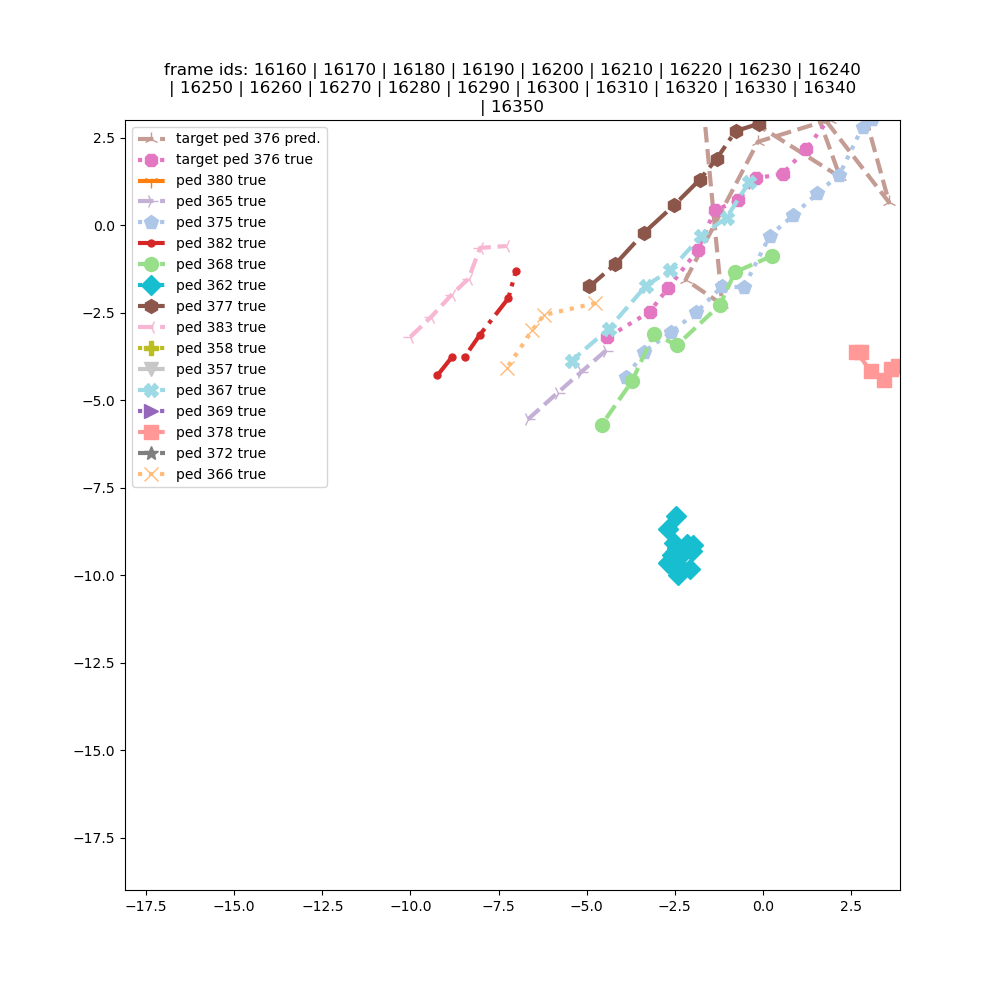 frame ids: 16160 | 16170 | 16180 | 16190 | 16200 | 16210 | 16220 | 16230 | 16240
| 16250 | 16260 | 16270 | 16280 | 16290 | 16300 | 16310 | 16320 | 16330 | 16340
| 16350
target ped 376 pred.
target ped 376 true
ped 380 true
ped 365 true
ped 375 true
ped 382 true
ped 368 true
ped 362 true
ped 377 true
ped 383 true
ped 358 true
ped 357 true
ped 367 true
ped 369 true
ped 378 true
ped 372 true
ped 366 true
2.5
0.0
−2.5
−5.0
−7.5
−10.0
−12.5
−15.0
−17.5
−17.5 −15.0 −12.5 −10.0 −7.5 −5.0 −2.5 0.0 2.5